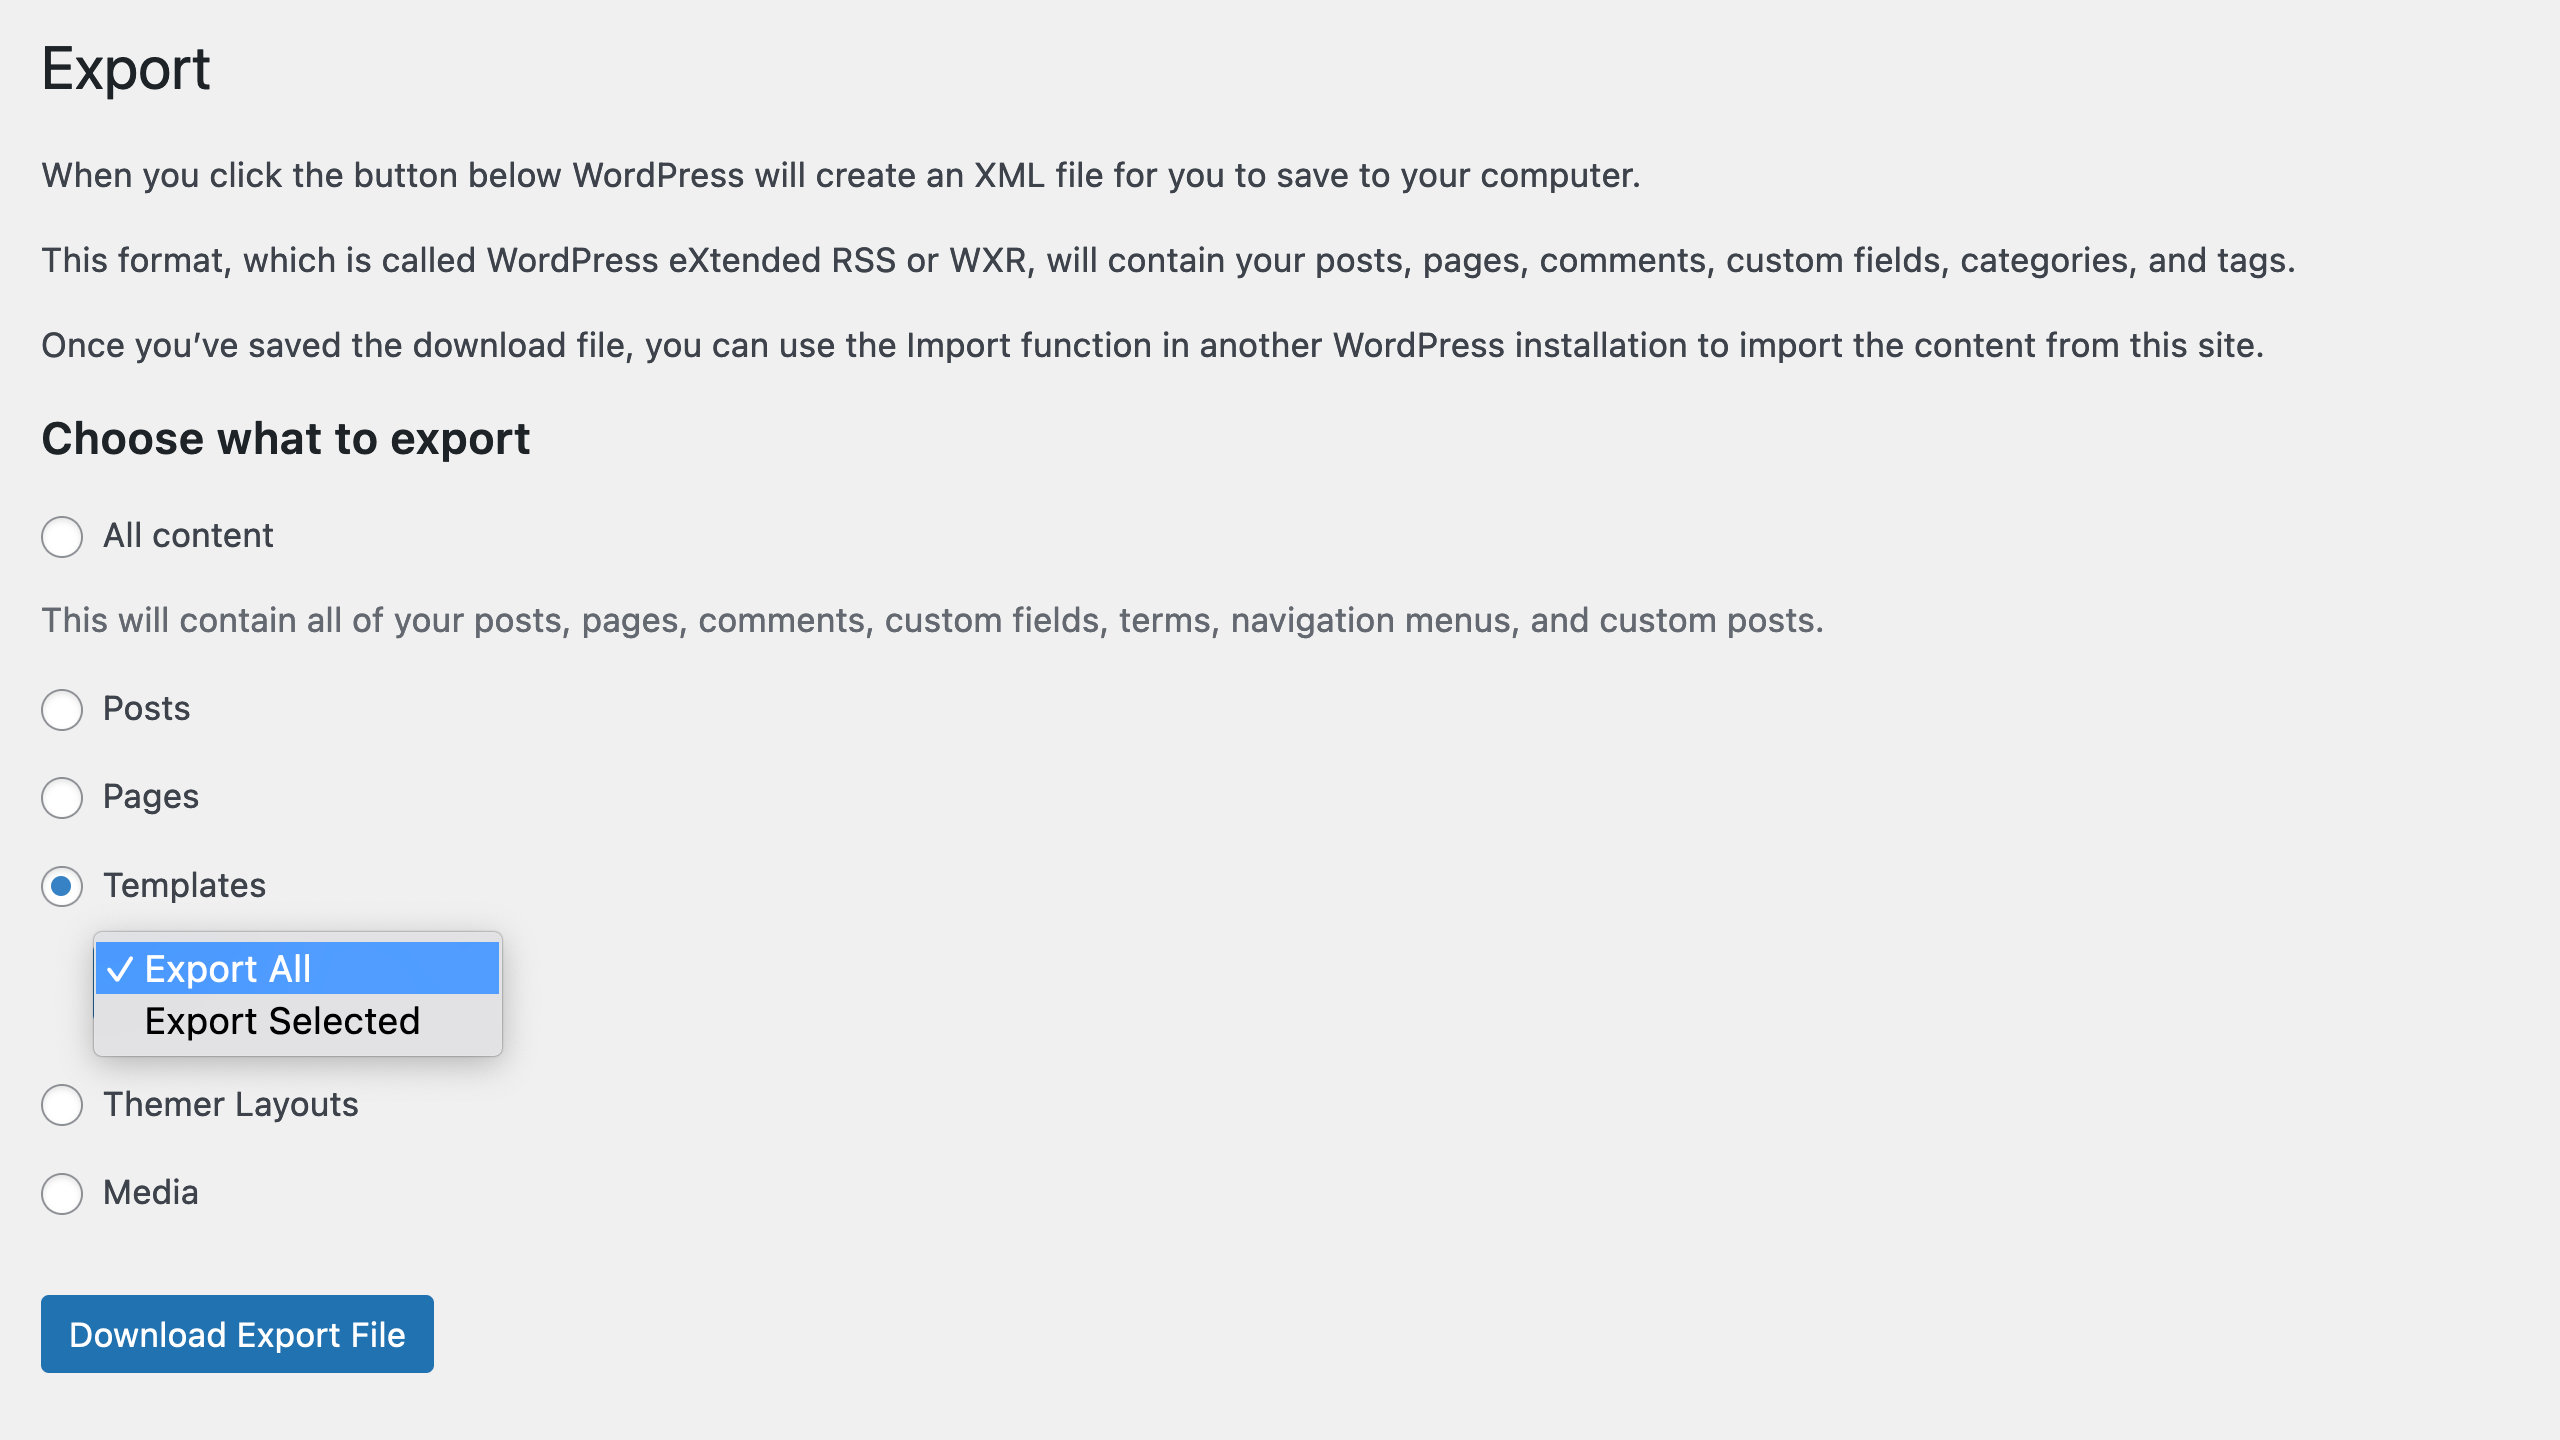 Export
When you click the button below WordPress will create an XML file for you to save to your computer.
This format, which is called WordPress eXtended RSS or WXR, will contain your posts, pages, comments, custom fields, categories, and tags.
Once you’ve saved the download file, you can use the Import function in another WordPress installation to import the content from this site.
Choose what to export
All content
This will contain all of your posts, pages, comments, custom fields, terms, navigation menus, and custom posts.
Posts
Pages
Templates
✓ Export All
Export Selected
Themer Layouts
Media
Download Export File